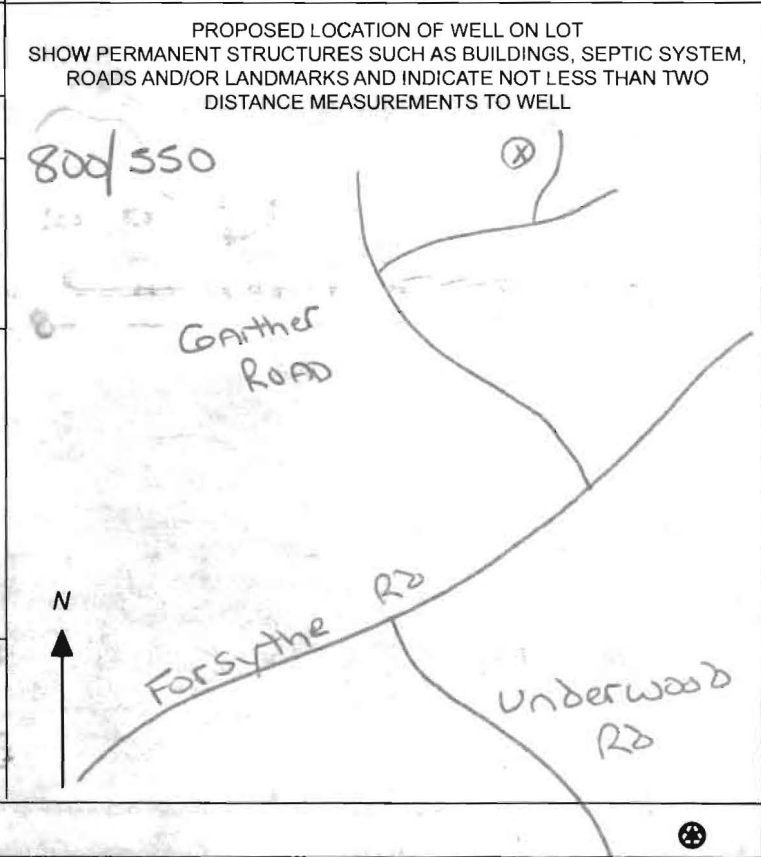 PROPOSED LOCATION OF WELL ON LOT
SHOW PERMANENT STRUCTURES SUCH AS BUILDINGS, SEPTIC SYSTEM,
ROADS AND/OR LANDMARKS AND INDICATE NOT LESS THAN TWO
DISTANCE MEASUREMENTS TO WELL
800/550
X
Gaither
ROAD
N
Forsythe RD
Underwood
RD